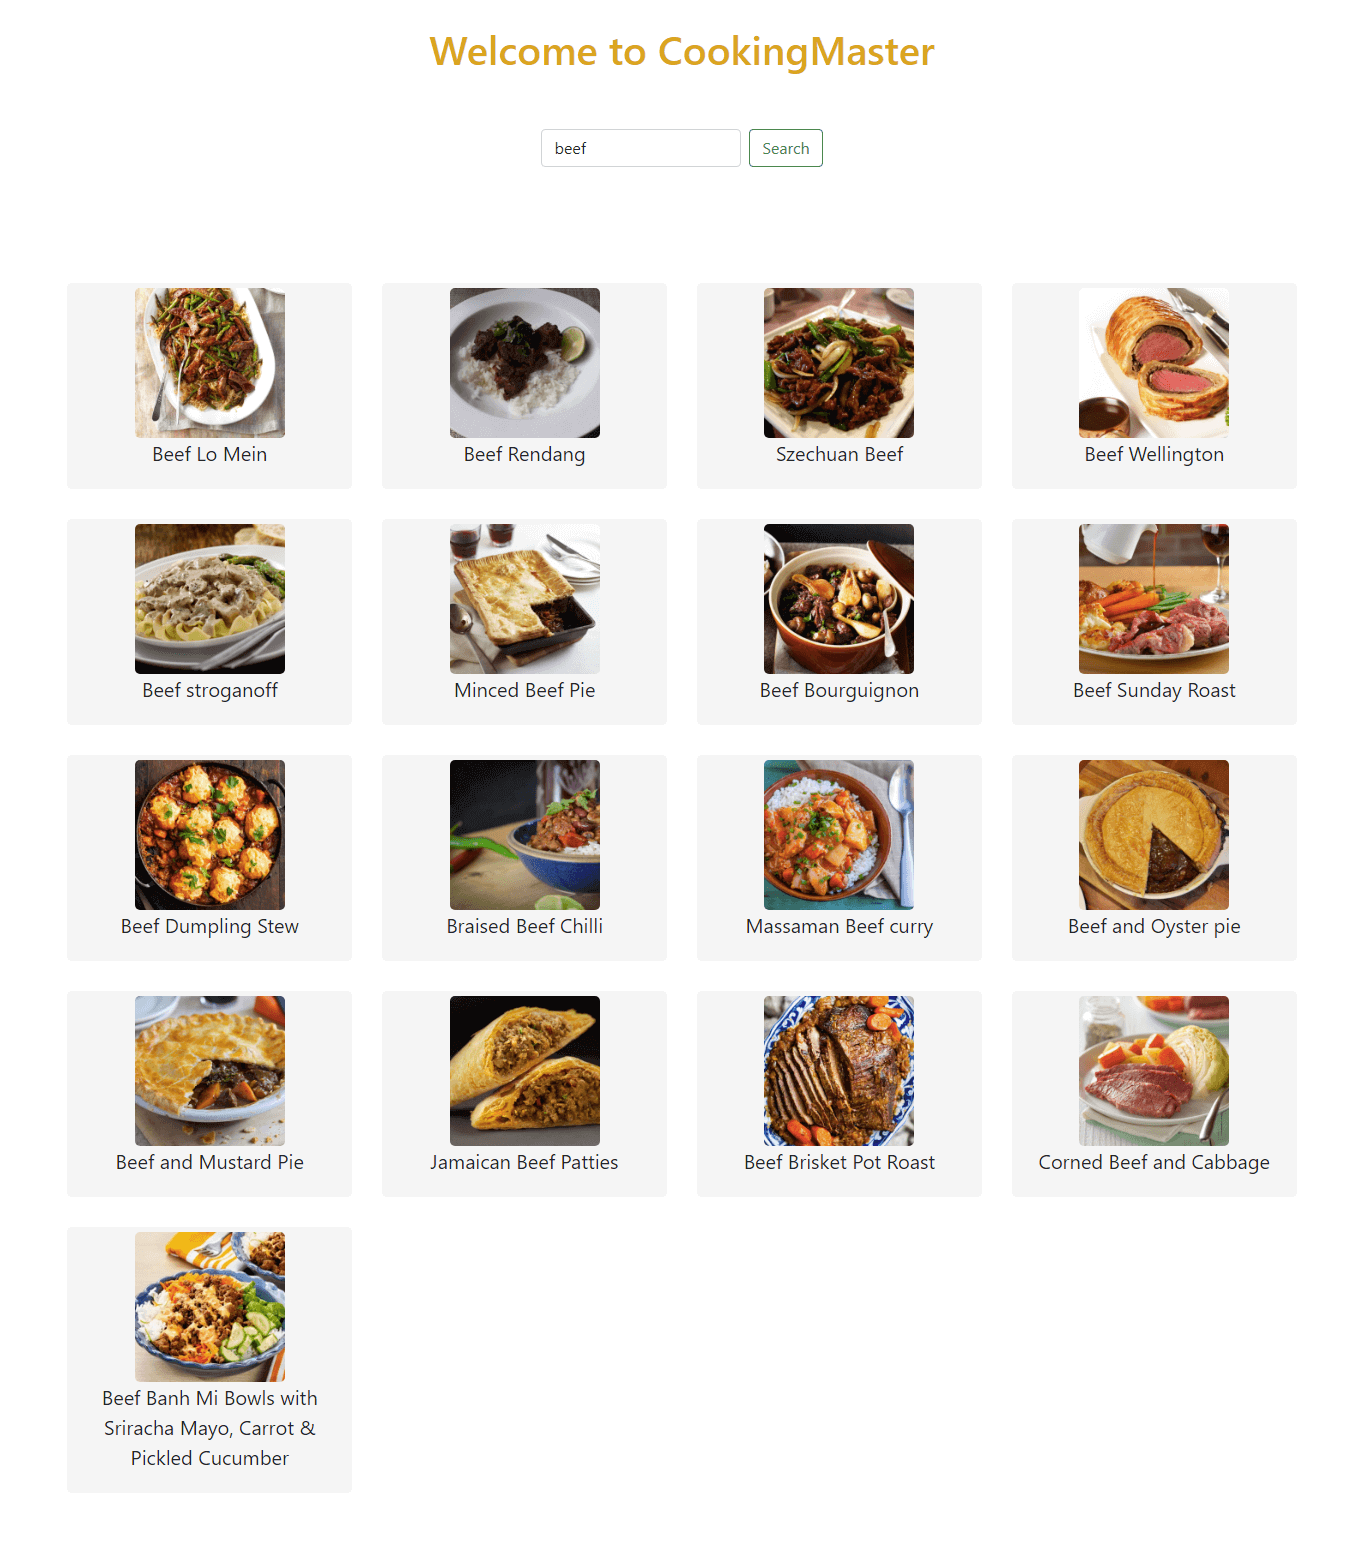 Welcome to CookingMaster
beef
Search
Beef Lo Mein
Beef Rendang
Szechuan Beef
Beef Wellington
Beef stroganoff
Minced Beef Pie
Beef Bourguignon
Beef Sunday Roast
Beef Dumpling Stew
Braised Beef Chilli
Massaman Beef curry
Beef and Oyster pie
Beef and Mustard Pie
Jamaican Beef Patties
Beef Brisket Pot Roast
Corned Beef and Cabbage
Beef Banh Mi Bowls with
Sriracha Mayo, Carrot &
Pickled Cucumber